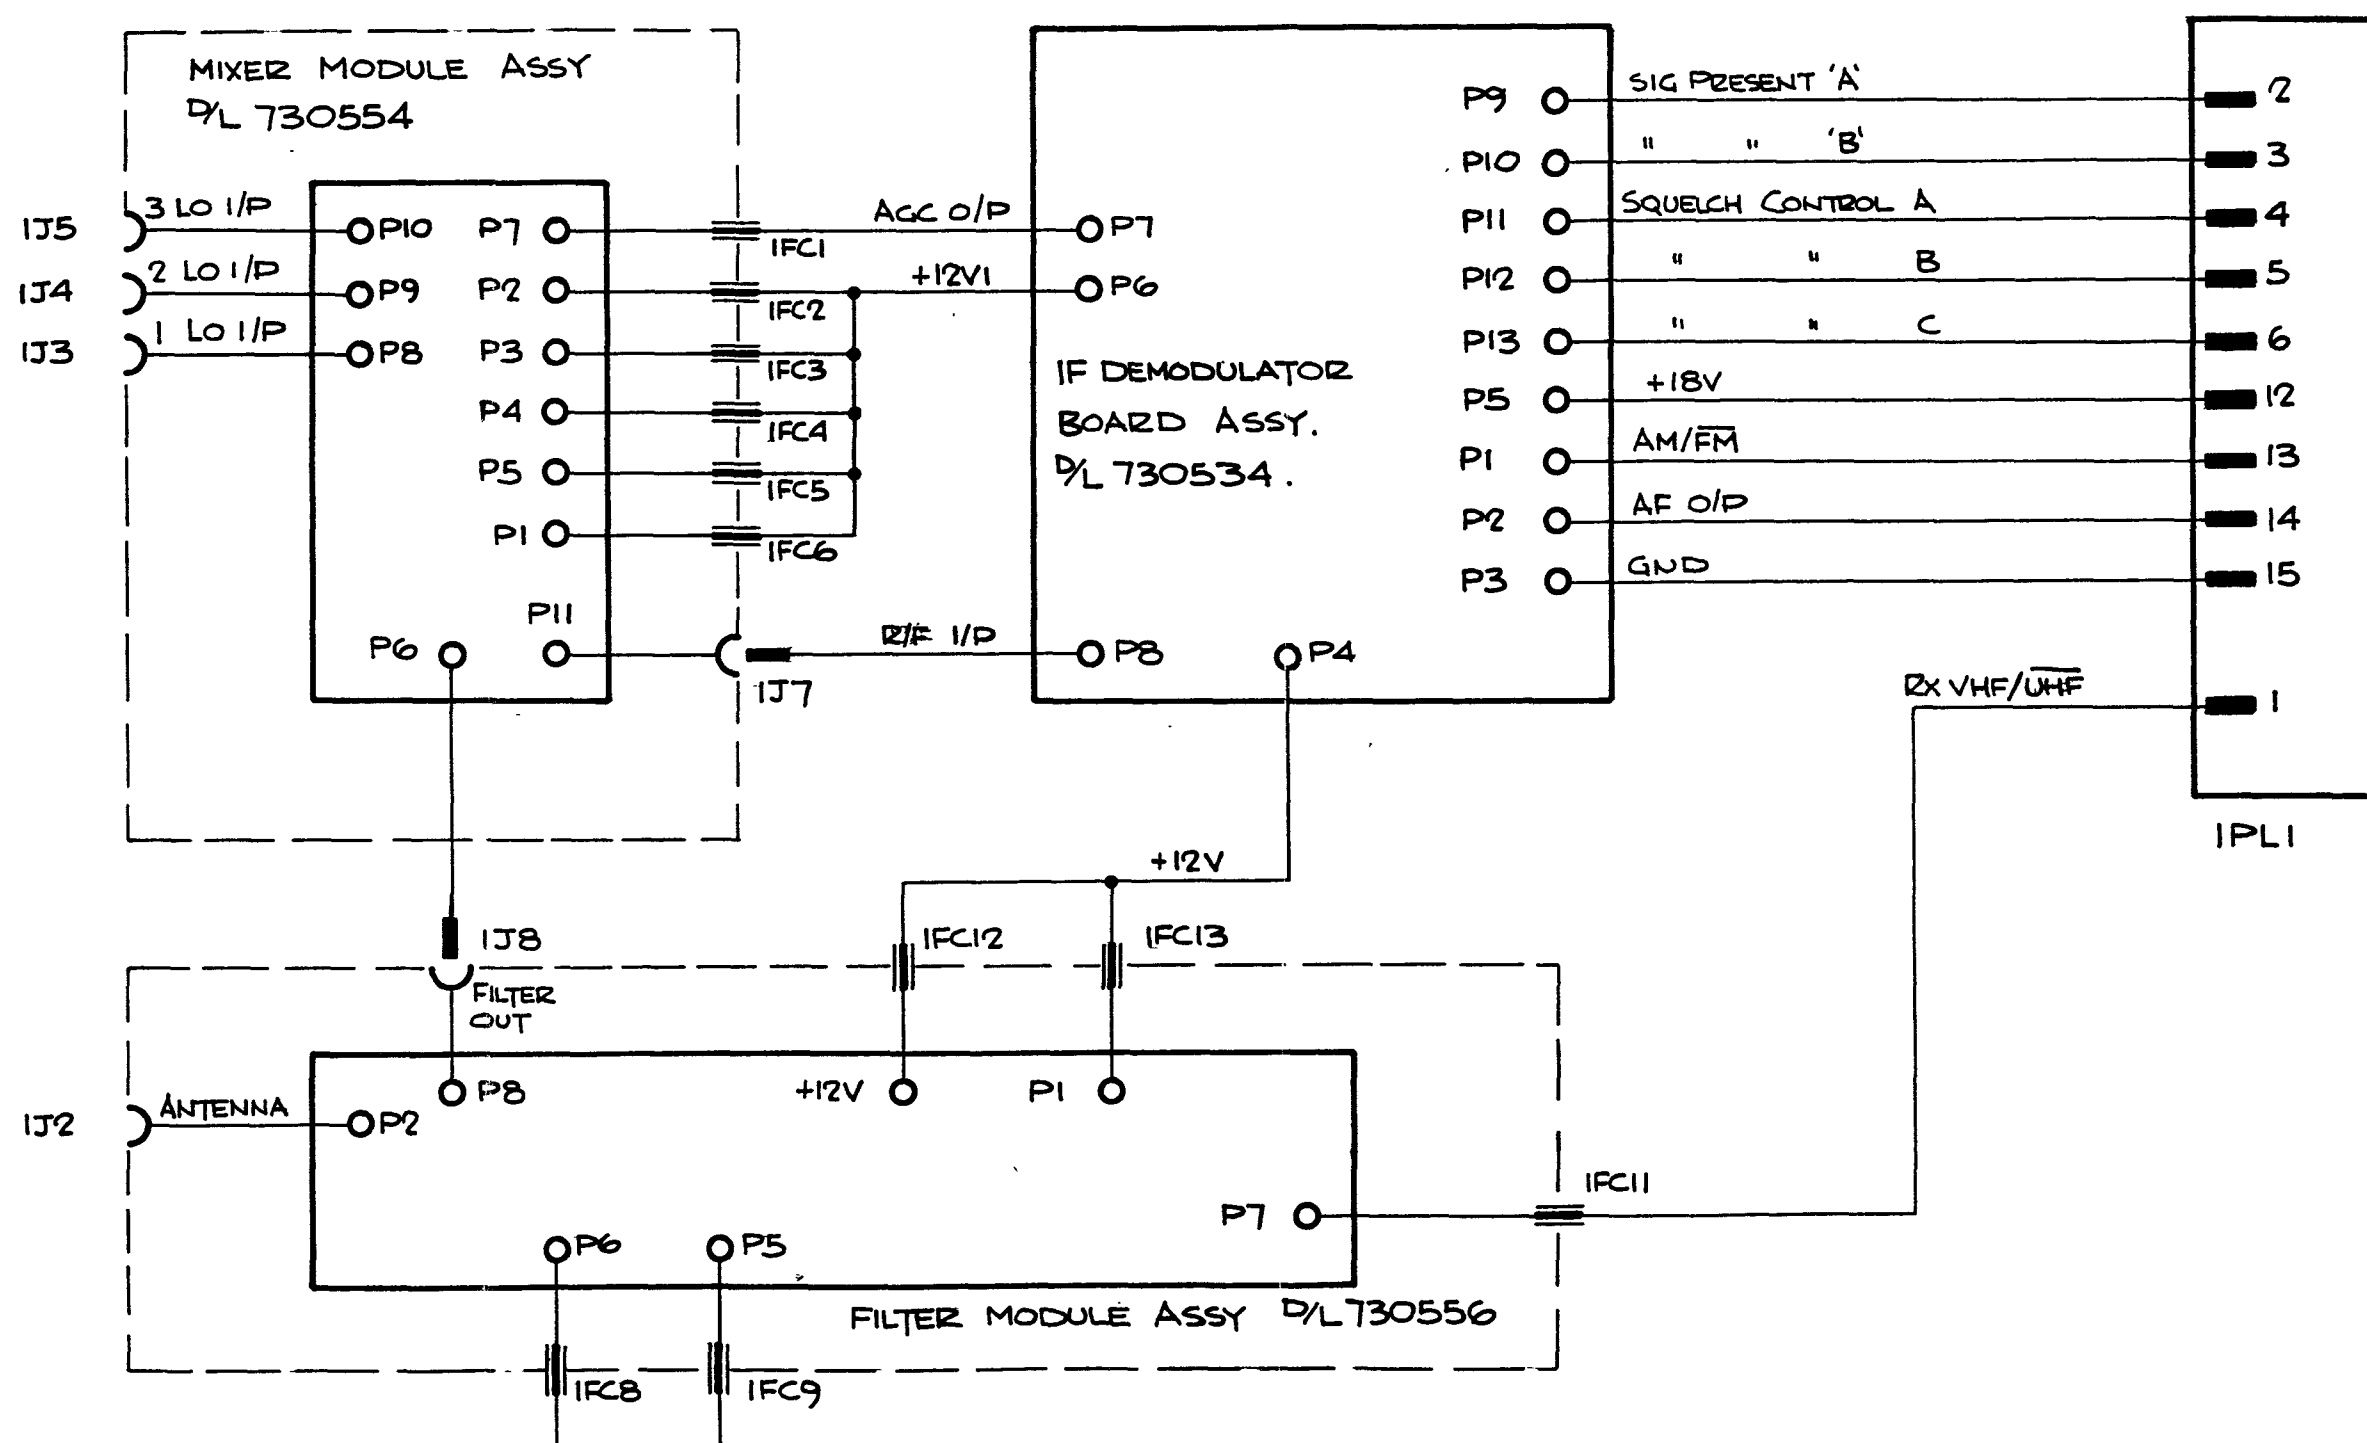 MIXER MODULE ASSY
D/L 730554
1J5
3 LO I/P
P10
P7
1FC1
AGC O/P
P7
1J4
2 LO I/P
P9
P2
1FC2
+12V1
P6
1J3
1 LO I/P
P8
P3
1FC3
P4
1FC4
P5
1FC5
P1
1FC6
P11
P6
1J7
P8
P4
IF DEMODULATOR
BOARD ASSY.
D/L 730534.
P9
SIG PRESENT 'A'
2
P10
" " 'B'
3
P11
SQUELCH CONTROL A
4
P12
" " B
5
P13
" " C
6
P5
+18V
12
P1
AM/F̅M̅
13
P2
AF O/P
14
P3
GND
15
RX VHF/U̅H̅F̅
1
1PL1
+12V
1J8
1FC12
1FC13
FILTER
OUT
1J2
ANTENNA
P2
P8
+12V
P1
P7
1FC11
P6
P5
FILTER MODULE ASSY D/L 730556
1FC8
1FC9